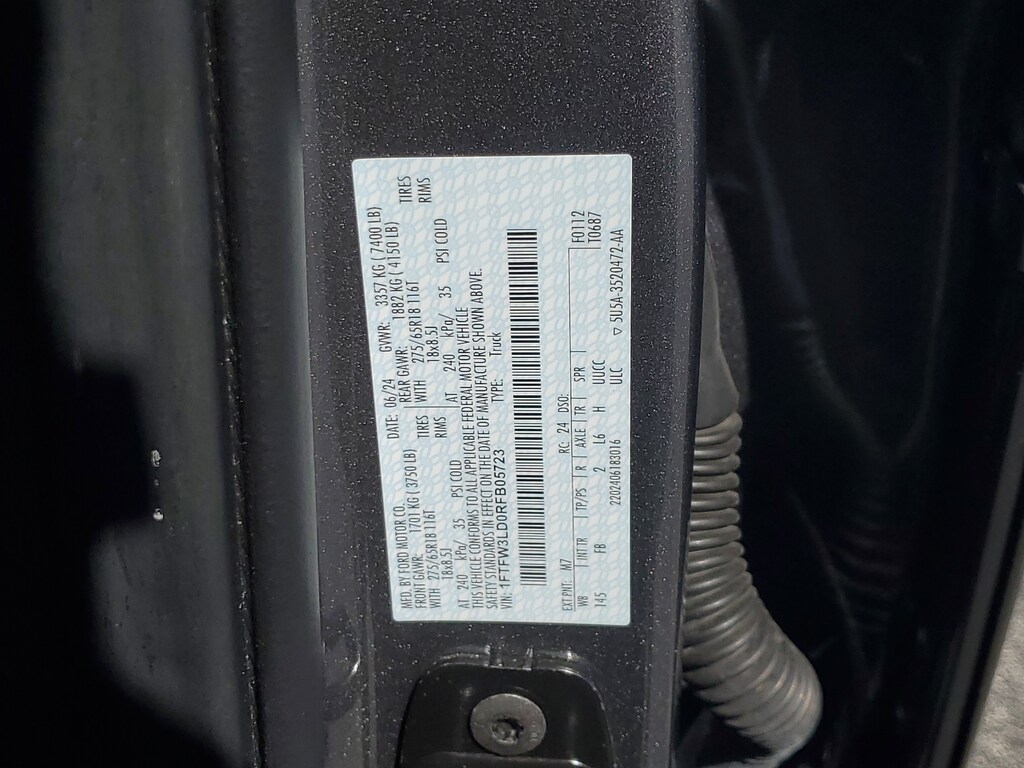 MFD. BY FORD MOTOR CO. DATE: 06/24 GVWR: 3357 KG ( 7400 LB)
FRONT GAWR: 1701 KG ( 3750 LB) REAR GAWR: 1882 KG ( 4150 LB)
WITH 275/65R18 116T TIRES WITH 275/65R18 116T TIRES
18x8.5J RIMS 18x8.5J RIMS
AT 240 kPa/ 35 PSI COLD AT 240 kPa/ 35 PSI COLD
THIS VEHICLE CONFORMS TO ALL APPLICABLE FEDERAL MOTOR VEHICLE
SAFETY STANDARDS IN EFFECT ON THE DATE OF MANUFACTURE SHOWN ABOVE.
VIN: 1FTFW3LD0RFB05723 TYPE: Truck
EXT PNT: M7 RC: 24 DSO: F0112
WB INT TR TP/PS R AXLE TR SPR T0687
145 FB 2 L6 H UUCC
2202406183016 ULC ▽ 5U5A-3520472-AA